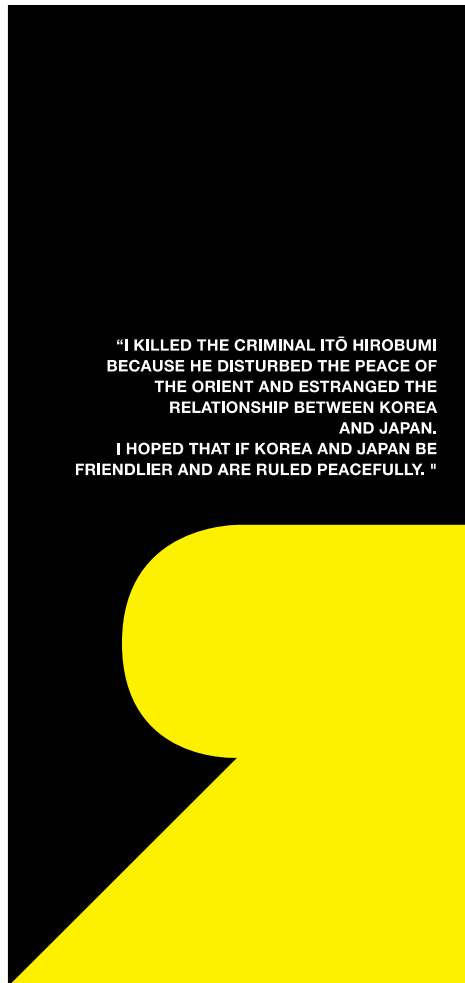 “I KILLED THE CRIMINAL ITŌ HIROBUMI
BECAUSE HE DISTURBED THE PEACE OF
THE ORIENT AND ESTRANGED THE
RELATIONSHIP BETWEEN KOREA
AND JAPAN.
I HOPED THAT IF KOREA AND JAPAN BE
FRIENDLIER AND ARE RULED PEACEFULLY. "